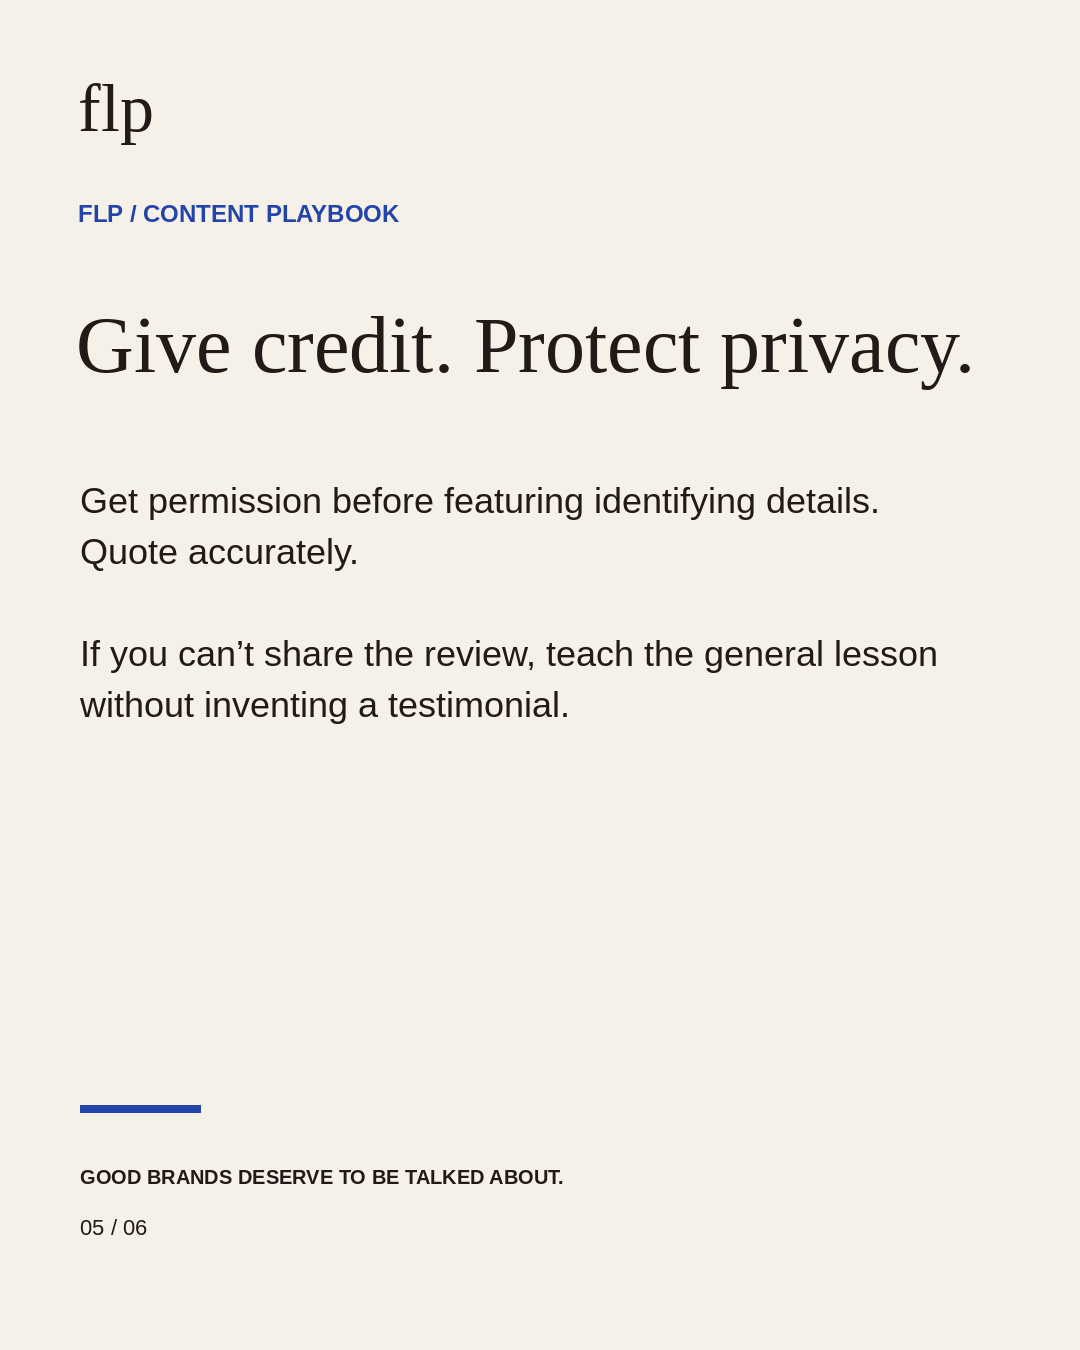 flp
FLP / CONTENT PLAYBOOK
Give credit. Protect privacy.
Get permission before featuring identifying details.
Quote accurately.
If you can’t share the review, teach the general lesson
without inventing a testimonial.
GOOD BRANDS DESERVE TO BE TALKED ABOUT.
05 / 06